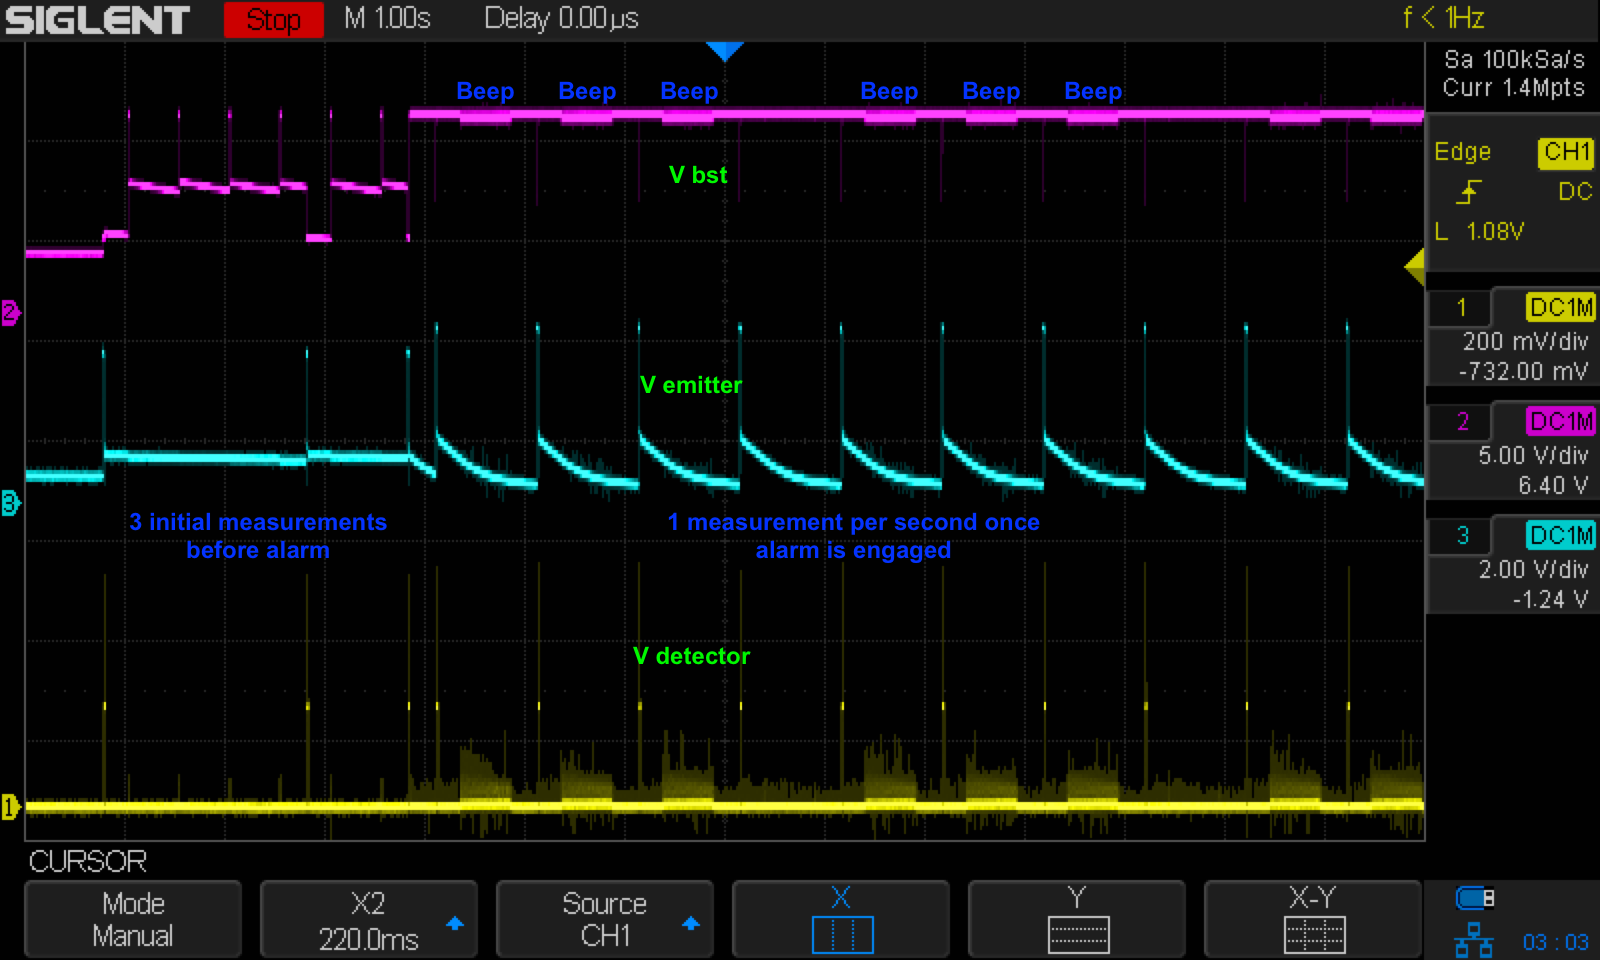 SIGLENT Stop M 1.00s Delay 0.00µs f < 1Hz
Sa 100kSa/s
Curr 1.4Mpts
Beep Beep Beep Beep Beep Beep
Edge CH1
DC
L 1.08V
V bst
2
1 DC1M
200 mV/div
-732.00 mV
V emitter
2 DC1M
5.00 V/div
6.40 V
3
3 DC1M
2.00 V/div
-1.24 V
3 initial measurements
before alarm
1 measurement per second once
alarm is engaged
V detector
1
CURSOR
Mode
Manual
X2
220.0ms
Source
CH1
X
Y
X-Y
03:03